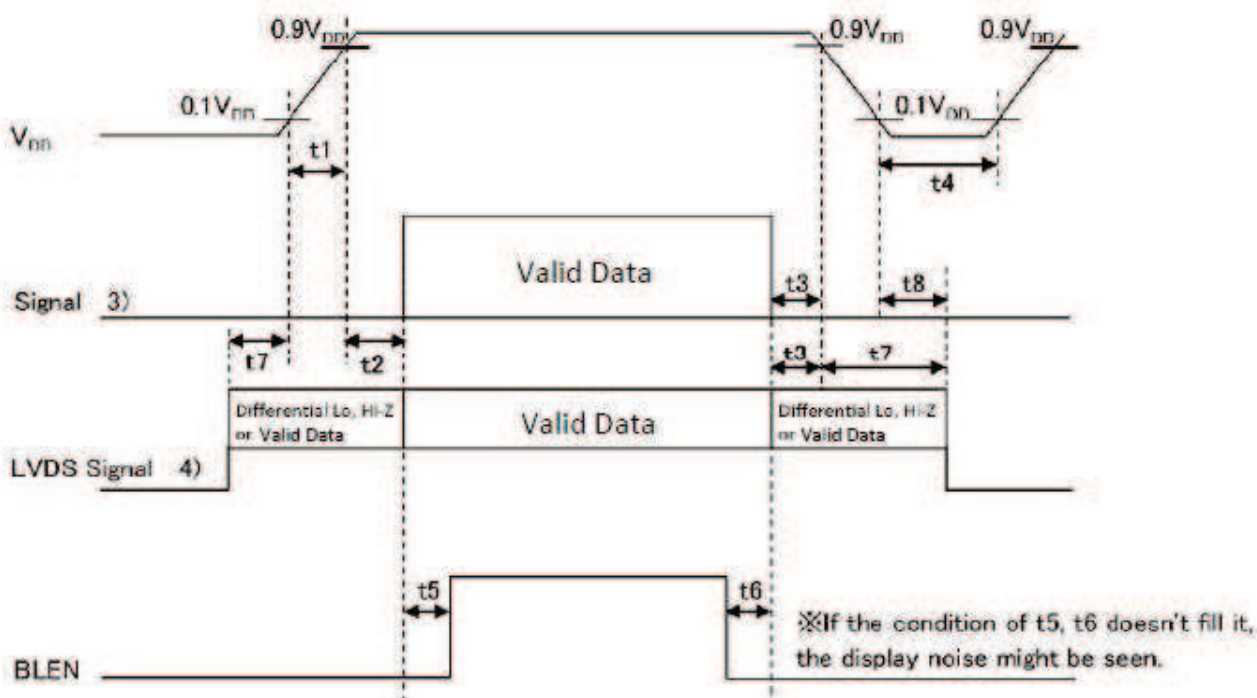 0.9VDD
0.9VDD
0.9VDD
0.1VDD
0.1VDD
VDD
t1
t4
Valid Data
t3
t8
Signal 3)
t7
t2
t3
t7
Differential Lo, Hi-Z
or Valid Data
Valid Data
Differential Lo, Hi-Z
or Valid Data
LVDS Signal 4)
t5
t6
※If the condition of t5, t6 doesn't fill it,
the display noise might be seen.
BLEN